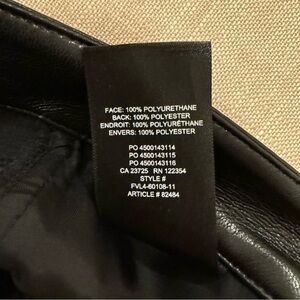 FACE: 100% POLYURETHANE
BACK: 100% POLYESTER
ENDROIT: 100% POLYURÉTHANE
ENVERS: 100% POLYESTER
PO 4500143114
PO 4500143115
PO 4500143116
CA 23725 RN 122354
STYLE #
FVL4-60108-11
ARTICLE # 82484